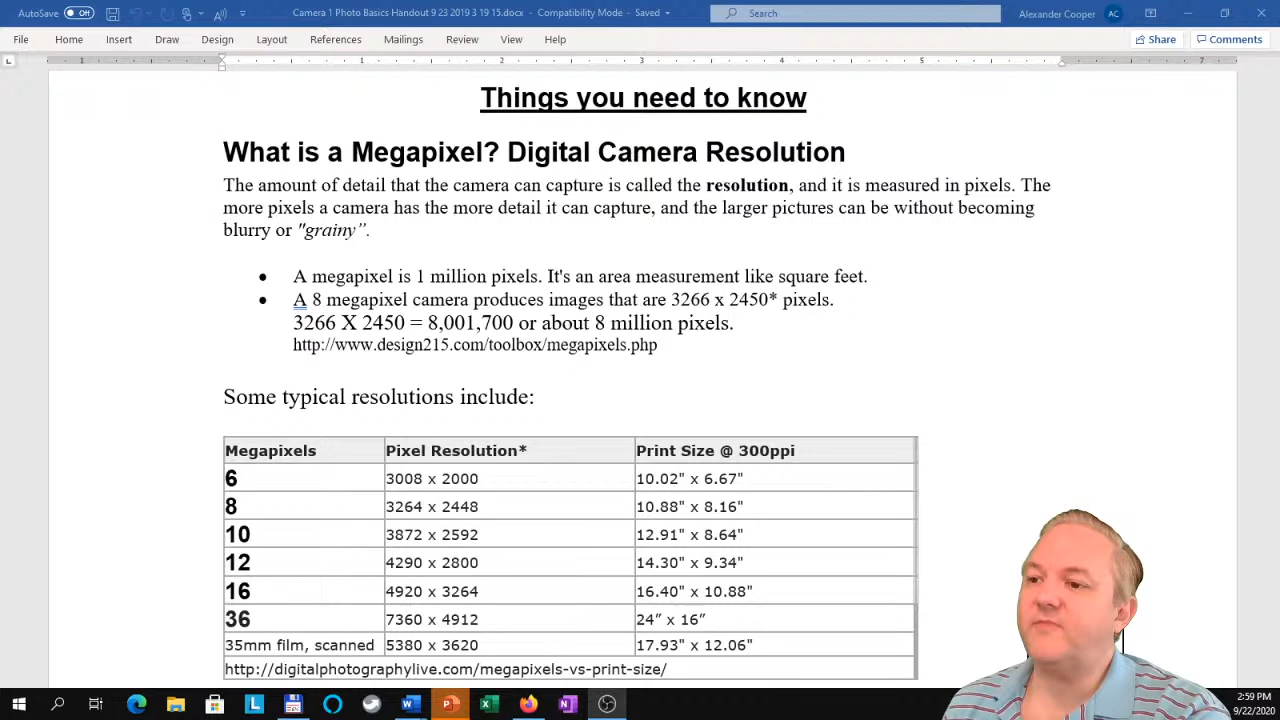 AutoSave Off
Camera 1 Photo Basics Handout 9 23 2019 3 19 15.docx - Compatibility Mode - Saved
Search
Alexander Cooper AC
File Home Insert Draw Design Layout References Mailings Review View Help Share Comments
1 1 2 3 4 5 7
Things you need to know
What is a Megapixel? Digital Camera Resolution
The amount of detail that the camera can capture is called the resolution, and it is measured in pixels. The
more pixels a camera has the more detail it can capture, and the larger pictures can be without becoming
blurry or "grainy”.
• A megapixel is 1 million pixels. It's an area measurement like square feet.
• A 8 megapixel camera produces images that are 3266 x 2450* pixels.
3266 X 2450 = 8,001,700 or about 8 million pixels.
http://www.design215.com/toolbox/megapixels.php
Some typical resolutions include:
Megapixels Pixel Resolution* Print Size @ 300ppi
6 3008 x 2000 10.02" x 6.67"
8 3264 x 2448 10.88" x 8.16"
10 3872 x 2592 12.91" x 8.64"
12 4290 x 2800 14.30" x 9.34"
16 4920 x 3264 16.40" x 10.88"
36 7360 x 4912 24” x 16”
35mm film, scanned 5380 x 3620 17.93" x 12.06"
http://digitalphotographylive.com/megapixels-vs-print-size/
2:59 PM
9/22/2020